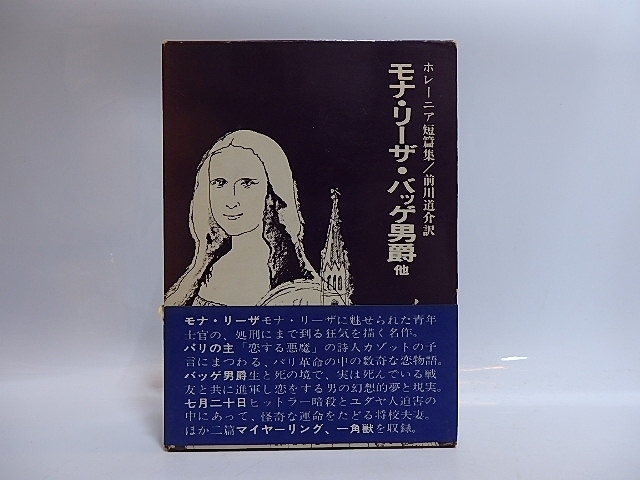 ホレーニア短篇集／前川道介訳
モナ・リーザ・バッゲ男爵他
モナ・リーザモナ・リーザに魅せられた青年
士官の、処刑にまで到る狂気を描く名作。
パリの主「恋する悪魔」の詩人カゾットの予
言にまつわる、パリ革命の中の数奇な恋物語。
バッゲ男爵生と死の境で、実は死んでいる戦
友と共に進軍し恋をする男の幻想的夢と現実。
七月二十日ヒットラー暗殺とユダヤ人迫害の
中にあって、怪奇な運命をたどる将校夫妻。
ほか二篇マイヤーリング、一角獣を収録。